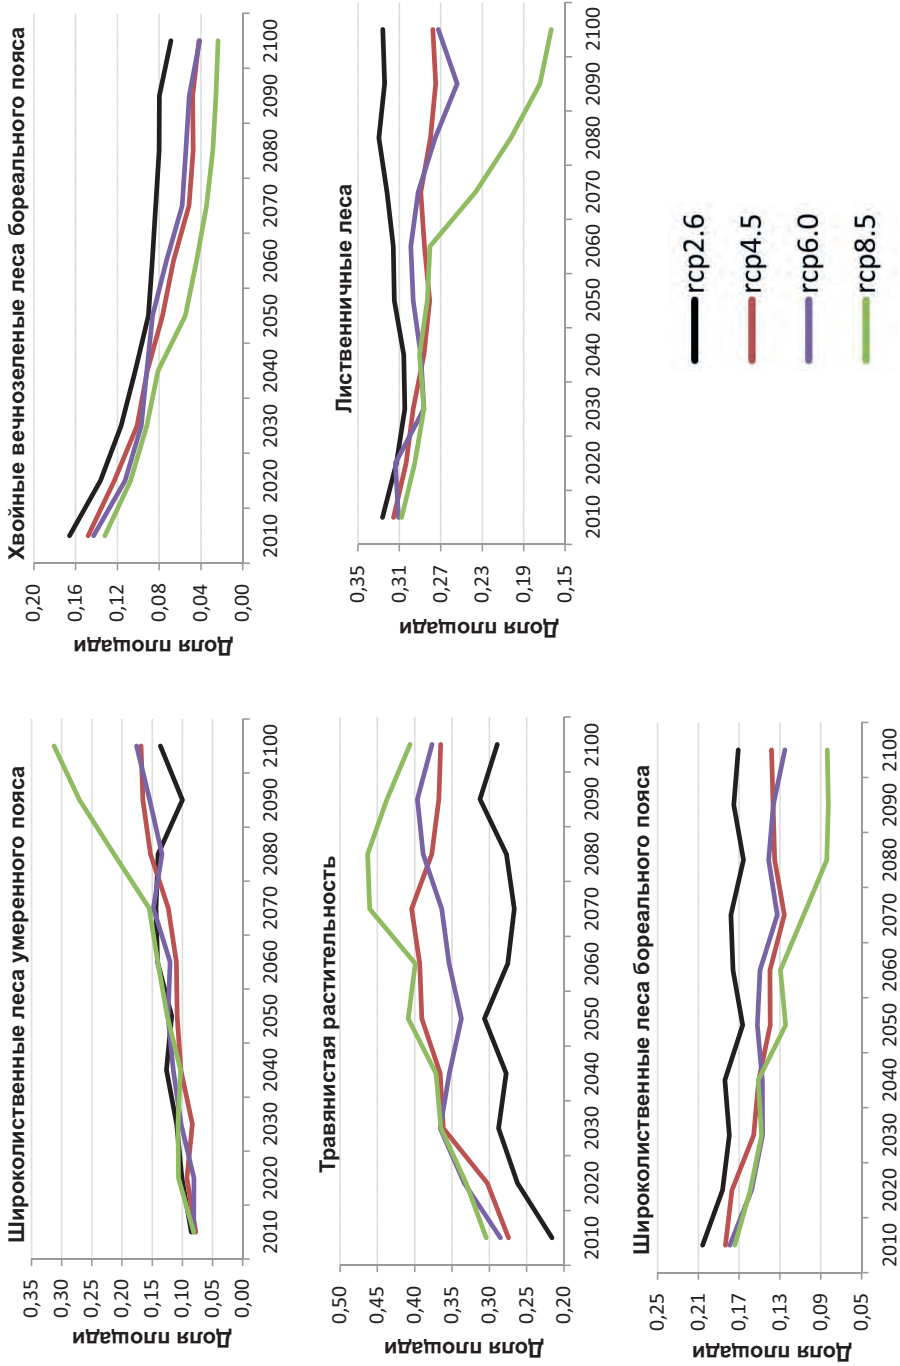 Широколиственные леса умеренного пояса
Доля площади
0,35
0,30
0,25
0,20
0,15
0,10
0,05
0,00
2010 2020 2030 2040 2050 2060 2070 2080 2090 2100
Хвойные вечнозеленые леса бореального пояса
Доля площади
0,20
0,16
0,12
0,08
0,04
0,00
2010 2020 2030 2040 2050 2060 2070 2080 2090 2100
Травянистая растительность
Доля площади
0,50
0,45
0,40
0,35
0,30
0,25
0,20
2010 2020 2030 2040 2050 2060 2070 2080 2090 2100
Лиственничные леса
Доля площади
0,35
0,31
0,27
0,23
0,19
0,15
2010 2020 2030 2040 2050 2060 2070 2080 2090 2100
Широколиственные леса бореального пояса
Доля площади
0,25
0,21
0,17
0,13
0,09
0,05
2010 2020 2030 2040 2050 2060 2070 2080 2090 2100
rcp2.6
rcp4.5
rcp6.0
rcp8.5